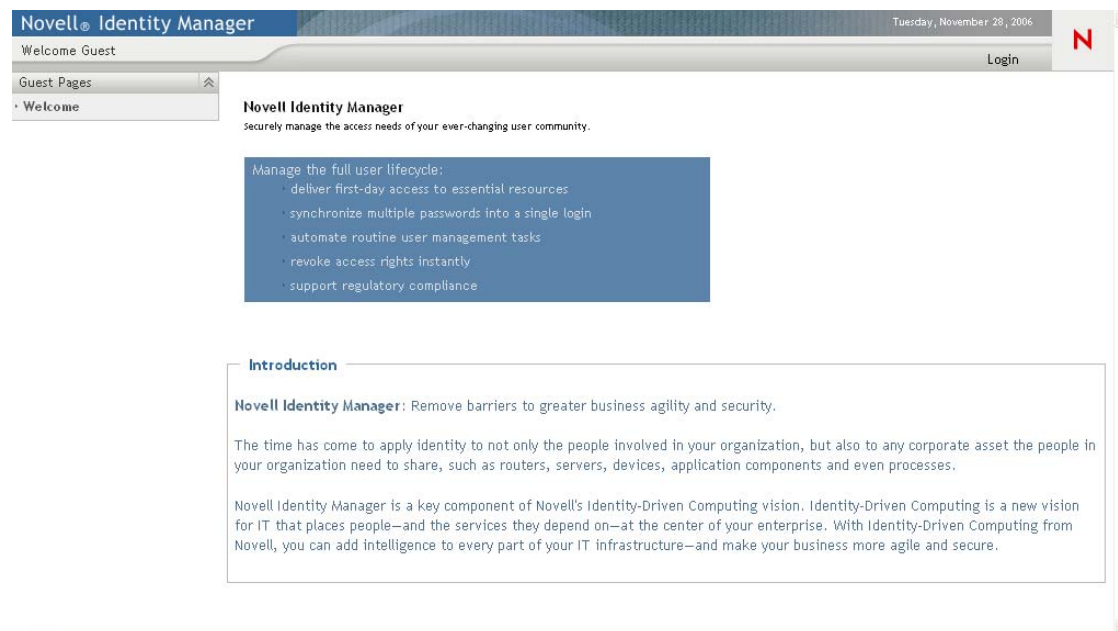 Novell® Identity Manager
Tuesday, November 28, 2006
N
Welcome Guest
Login
Guest Pages
· Welcome
Novell Identity Manager
Securely manage the access needs of your ever-changing user community.
Manage the full user lifecycle:
· deliver first-day access to essential resources
· synchronize multiple passwords into a single login
· automate routine user management tasks
· revoke access rights instantly
· support regulatory compliance
Introduction
Novell Identity Manager: Remove barriers to greater business agility and security.
The time has come to apply identity to not only the people involved in your organization, but also to any corporate asset the people in
your organization need to share, such as routers, servers, devices, application components and even processes.
Novell Identity Manager is a key component of Novell's Identity-Driven Computing vision. Identity-Driven Computing is a new vision
for IT that places people—and the services they depend on—at the center of your enterprise. With Identity-Driven Computing from
Novell, you can add intelligence to every part of your IT infrastructure—and make your business more agile and secure.